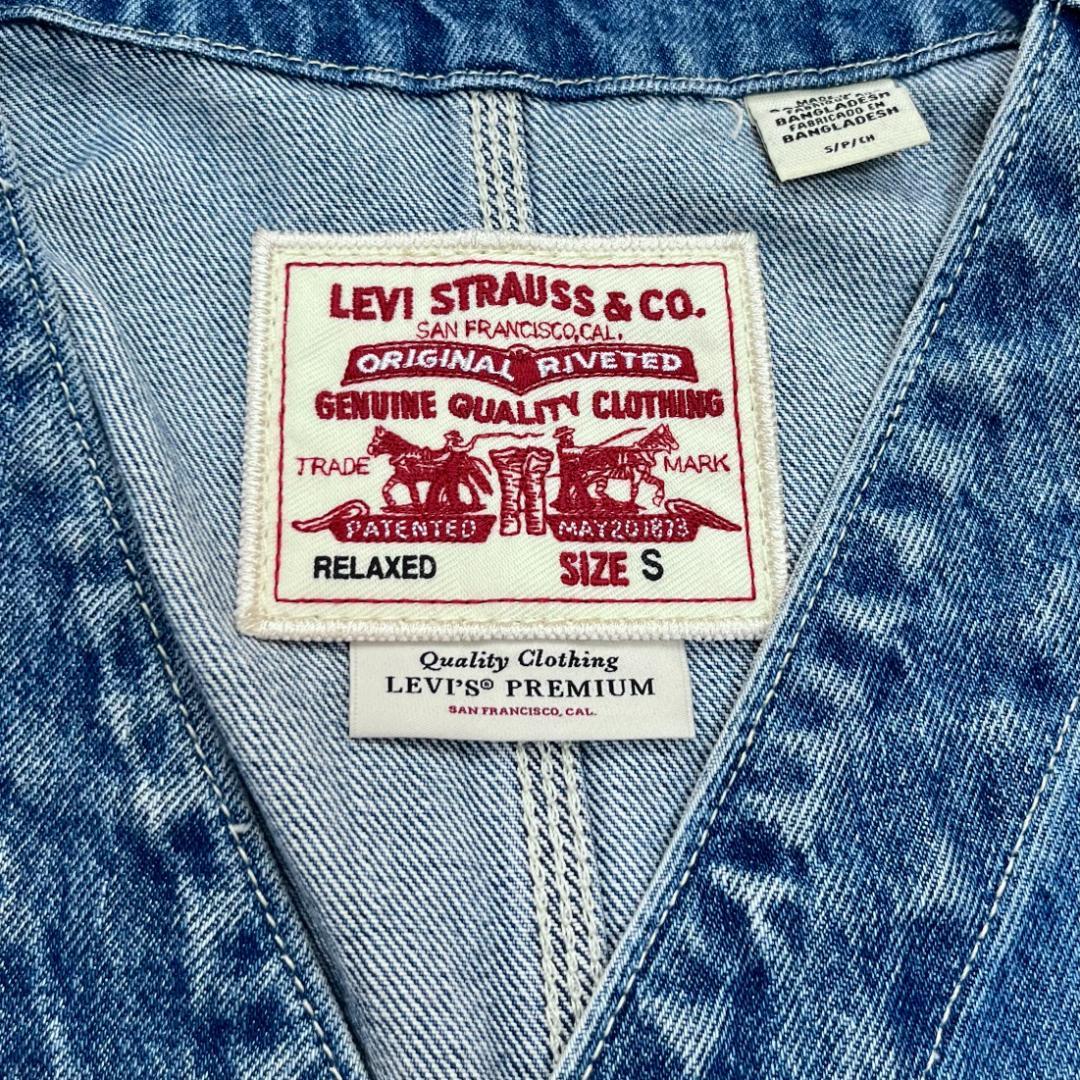 BANGLADESH
FABRICADO EN
BANGLADESH
S/P/CH
LEVI STRAUSS & CO.
SAN FRANCISCO, CAL.
ORIGINAL RIVETED
GENUINE QUALITY CLOTHING
TRADE MARK
PATENTED MAY 20 1873
RELAXED SIZE S
Quality Clothing
LEVI'S® PREMIUM
SAN FRANCISCO, CAL.